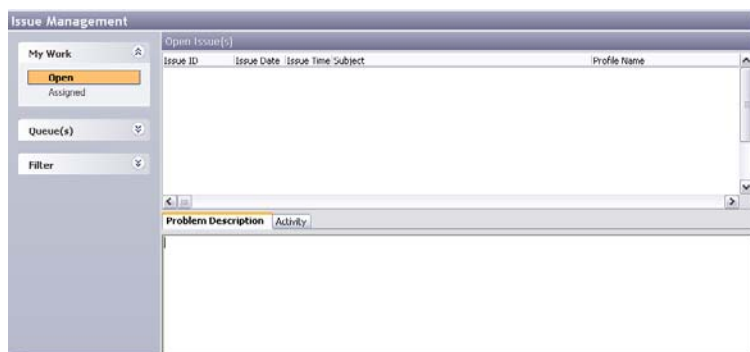 Issue Management
My Work
Open
Assigned
Queue(s)
Filter
Open Issue(s)
Issue ID Issue Date Issue Time Subject Profile Name
Problem Description Activity